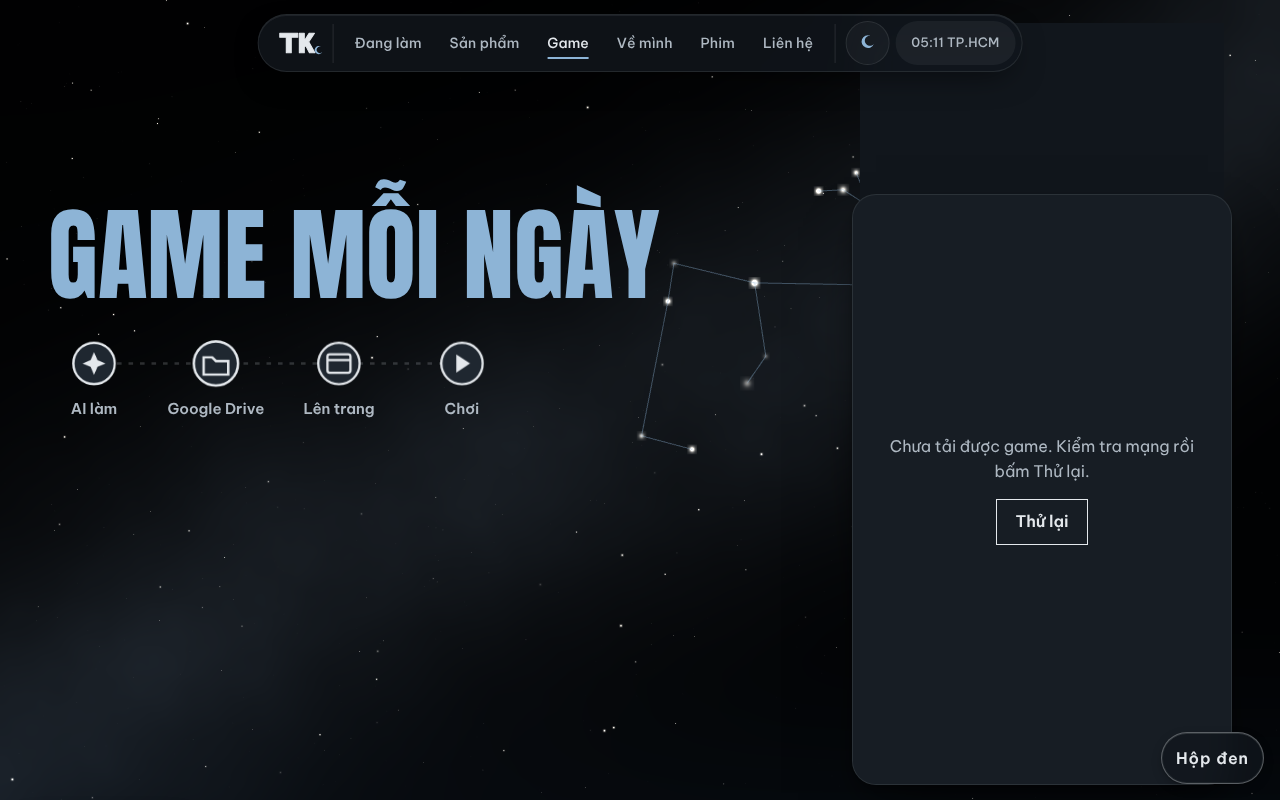 TK
Đang làm
Sản phẩm
Game
Về mình
Phim
Liên hệ
05:11 TP.HCM
GAME MỖI NGÀY
AI làm
Google Drive
Lên trang
Chơi
Chưa tải được game. Kiểm tra mạng rồi
bấm Thử lại.
Thử lại
Hộp đen